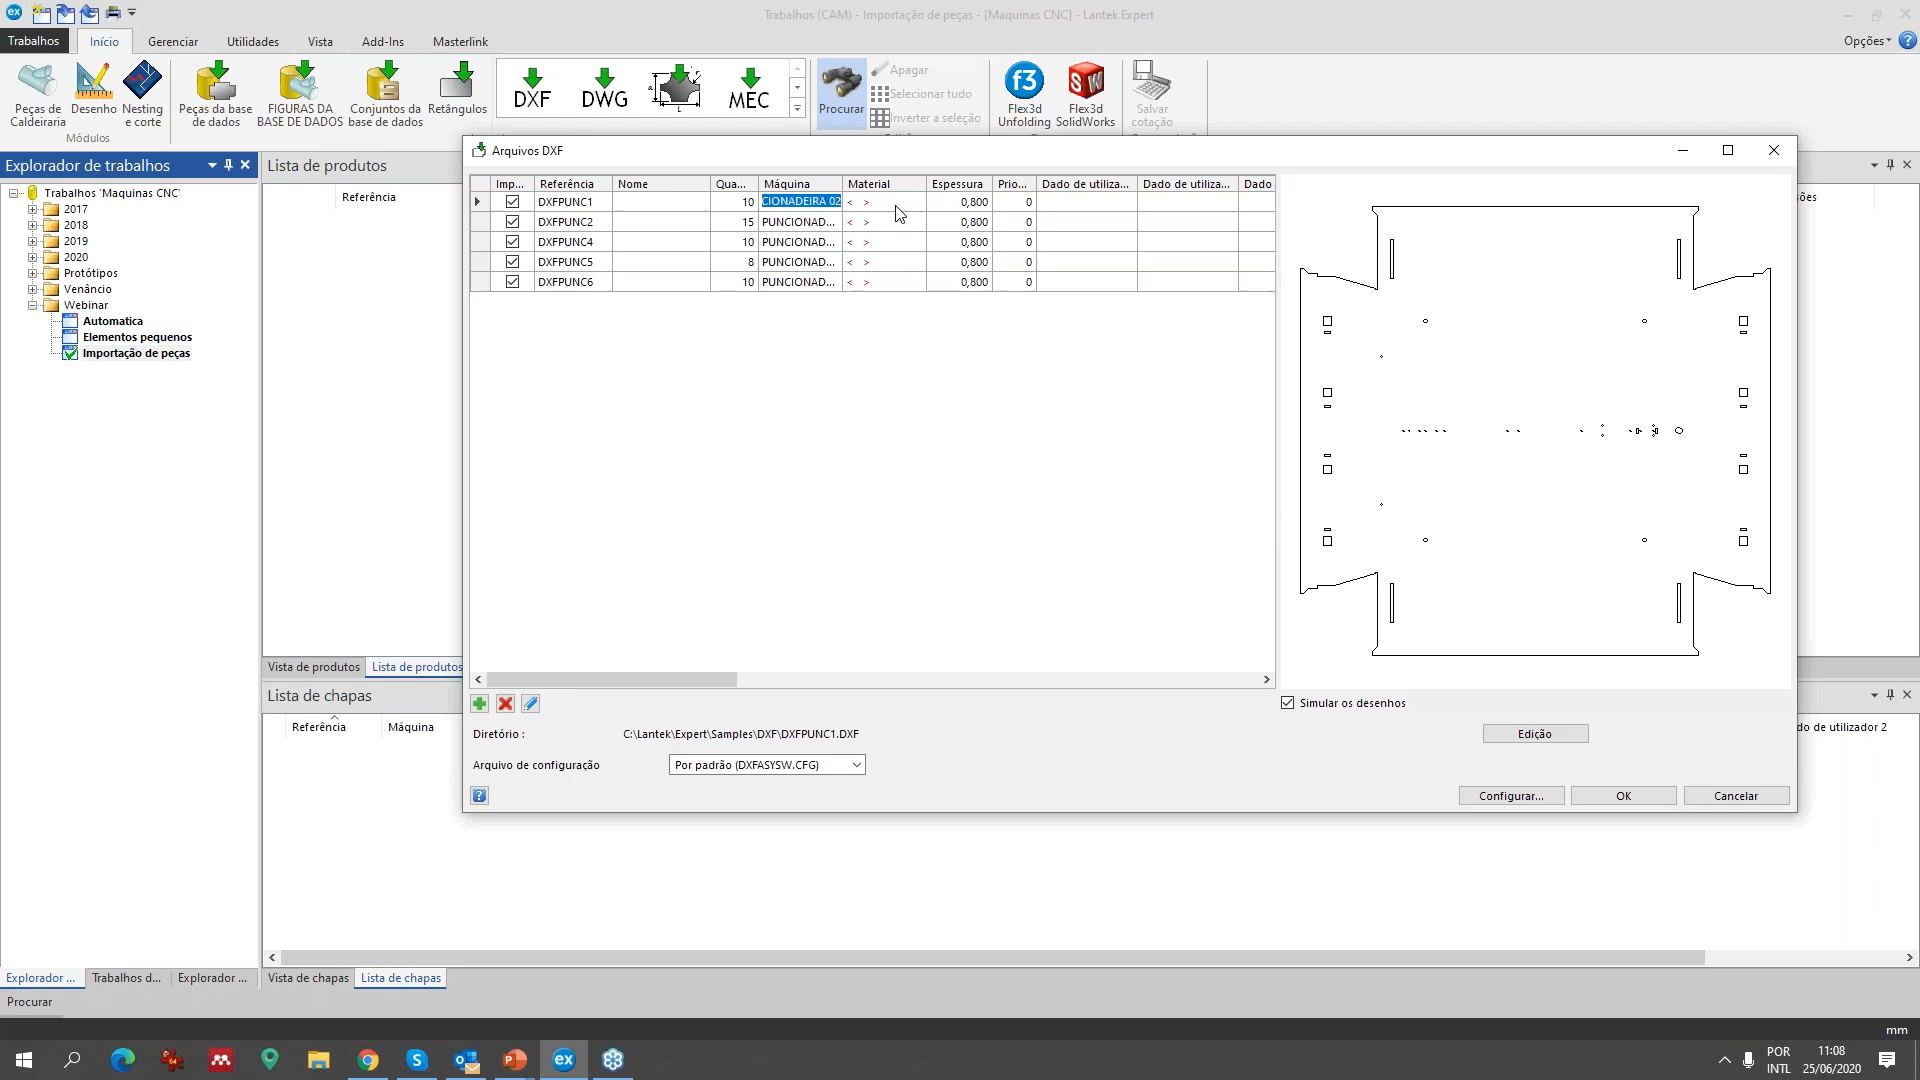 Trabalhos (CAM) - Importação de peças - [Maquinas CNC] - Lantek Expert
Trabalhos Início Gerenciar Utilidades Vista Add-Ins Masterlink Opções
Peças de Caldeiraria
Desenho
Nesting e corte
Módulos
Peças da base de dados
FIGURAS DA BASE DE DADOS
Conjuntos da base de dados
Retângulos
DXF
DWG
MEC
Procurar
Apagar
Selecionar tudo
Inverter a seleção
f3
Flex3d Unfolding
Flex3d SolidWorks
Salvar cotação
Explorador de trabalhos
Trabalhos 'Maquinas CNC'
2017
2018
2019
2020
Protótipos
Venâncio
Webinar
Automatica
Elementos pequenos
Importação de peças
Lista de produtos
Referência
Arquivos DXF
Imp... Referência Nome Qua... Máquina Material Espessura Prio... Dado de utiliza... Dado de utiliza... Dado
DXFPUNC1 10 CIONADEIRA 02 < > 0,800 0
DXFPUNC2 15 PUNCIONAD... < > 0,800 0
DXFPUNC4 10 PUNCIONAD... < > 0,800 0
DXFPUNC5 8 PUNCIONAD... < > 0,800 0
DXFPUNC6 10 PUNCIONAD... < > 0,800 0
Simular os desenhos
Diretório : C:\Lantek\Expert\Samples\DXF\DXFPUNC1.DXF
Edição
Arquivo de configuração Por padrão (DXFASYSW.CFG)
Configurar... OK Cancelar
Vista de produtos Lista de produtos
Lista de chapas
Referência Máquina do de utilizador 2
Explorador ... Trabalhos d... Explorador ... Vista de chapas Lista de chapas
Procurar
mm
POR
INTL
11:08
25/06/2020